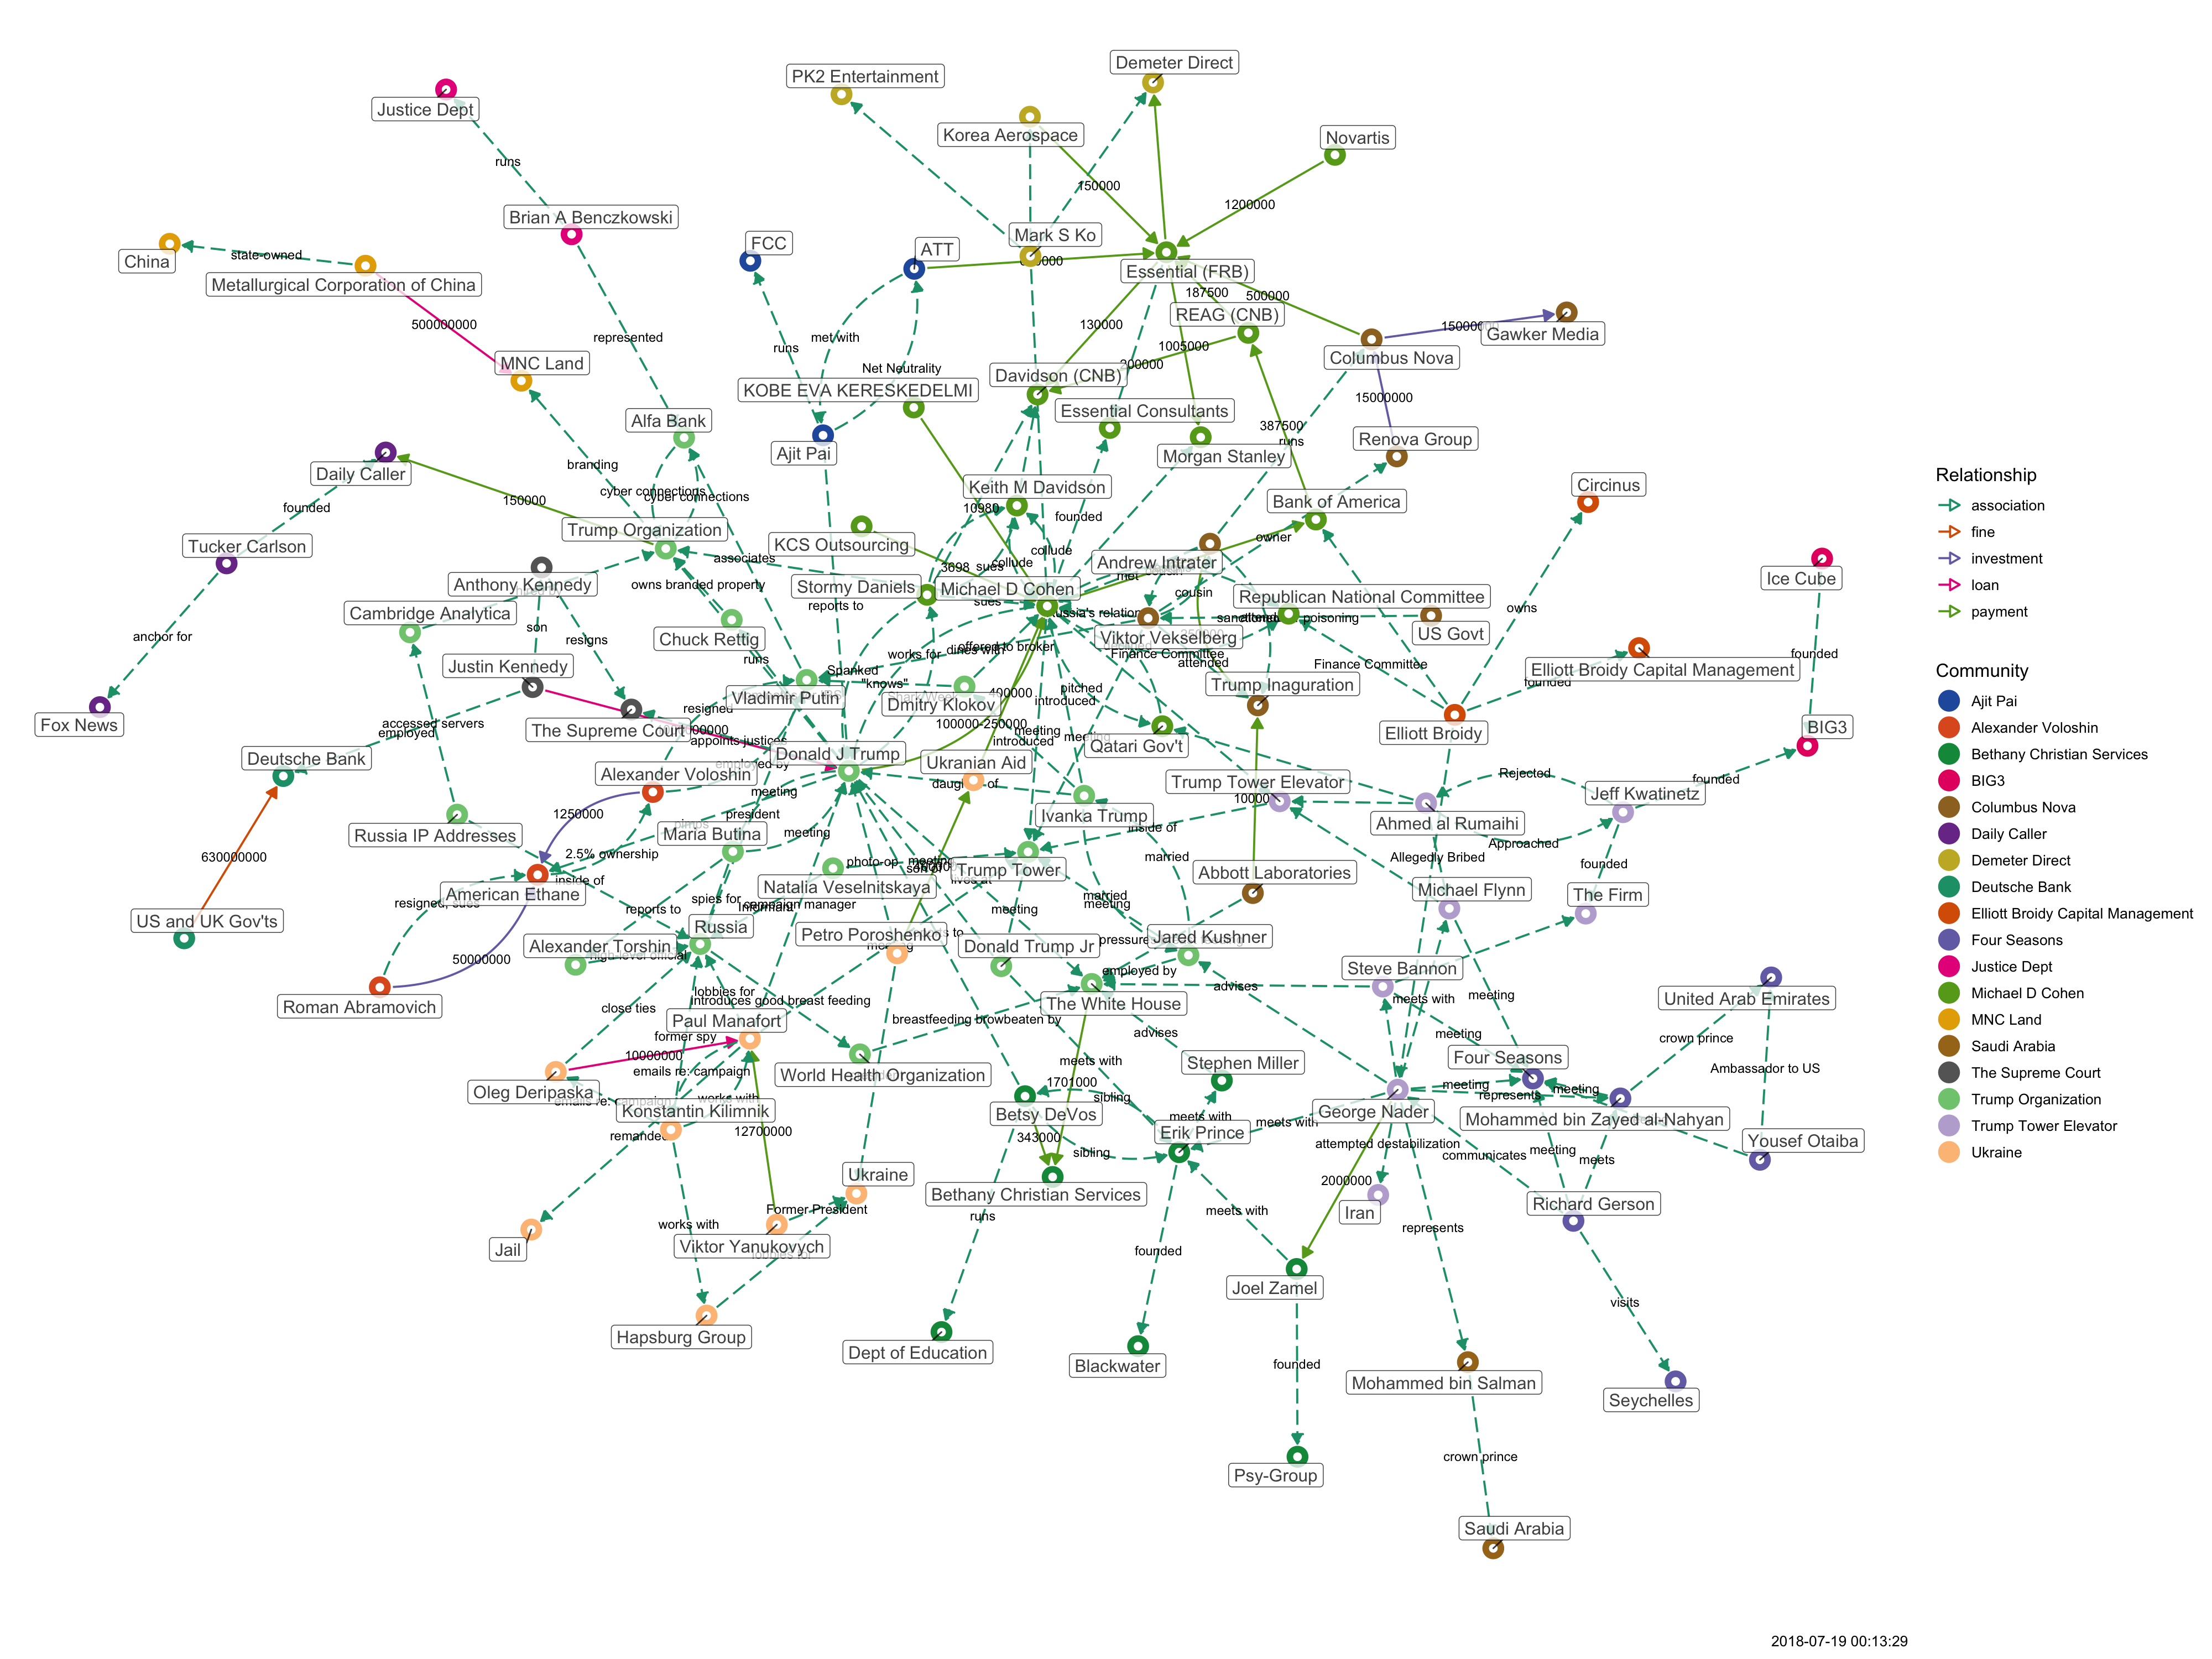 Demeter Direct
PK2 Entertainment
Justice Dept
Korea Aerospace
Novartis
runs
150000
1200000
Brian A Benczkowski
Mark S Ko
FCC
ATT
China
state-owned
Metallurgical Corporation of China
Essential (FRB)
187500
500000
REAG (CNB)
500000000
130000
15000000
Gawker Media
represented
met with
runs
1005000
200000
Columbus Nova
MNC Land
Net Neutrality
Davidson (CNB)
KOBE EVA KERESKEDELMI
15000000
Essential Consultants
Alfa Bank
387500
runs
Renova Group
Ajit Pai
Morgan Stanley
branding
Daily Caller
cyber connections
cyber connections
Keith M Davidson
Circinus
150000
10980
Bank of America
founded
founded
Trump Organization
KCS Outsourcing
owner
Tucker Carlson
collude
associates
collude
Andrew Intrater
Ice Cube
3698
sues
met
cousin
Anthony Kennedy
owns branded property
Stormy Daniels
Michael D Cohen
cousin
Republican National Committee
owns
Cambridge Analytica
reports to
sues
sanctioned
poisoning
US Govt
son
resigns
Chuck Rettig
Viktor Vekselberg
anchor for
works for
dines with
offered to broker
Finance Committee
attended
Finance Committee
founded
Justin Kennedy
runs
Spanked
"knows"
Elliott Broidy Capital Management
founded
Vladimir Putin
Dmitry Klokov
400000
pitched
introduced
Trump Inaguration
Fox News
accessed servers
employed
resigned
The Supreme Court
100000-250000
meeting
introduced
meeting
Qatari Gov't
Elliott Broidy
BIG3
appoints justices
Donald J Trump
Deutsche Bank
employed by
Ukranian Aid
Alexander Voloshin
daughter of
Trump Tower Elevator
Rejected
founded
meeting
10000
Jeff Kwatinetz
1250000
president
Ivanka Trump
Ahmed al Rumaihi
Russia IP Addresses
Maria Butina
meeting
inside of
Approached
630000000
2.5% ownership
photo-op
meeting
married
Allegedly Bribed
founded
inside of
Trump Tower
Abbott Laboratories
American Ethane
Natalia Veselnitskaya
lives at
Michael Flynn
The Firm
resigned, sues
spies for
campaign manager
Informant
married
meeting
US and UK Gov'ts
reports to
meeting
Russia
Petro Poroshenko
Alexander Torshin
Donald Trump Jr
pressure
Jared Kushner
high-level official
50000000
employed by
Steve Bannon
lobbies for
advises
meets with
meeting
United Arab Emirates
Roman Abramovich
close ties
introduces good breast feeding
The White House
Paul Manafort
breastfeeding
browbeaten by
former spy
advises
meeting
crown prince
10000000
meets with
Stephen Miller
Four Seasons
emails re: campaign
World Health Organization
Ambassador to US
1701000
meeting
meeting
Oleg Deripaska
works with
sibling
represents
Konstantin Kilimnik
Betsy DeVos
meets with
George Nader
Mohammed bin Zayed al-Nahyan
12700000
remanded
343000
Erik Prince
meets with
attempted destabilization
Yousef Otaiba
sibling
communicates
meeting
meets
Ukraine
2000000
Bethany Christian Services
Former President
meets with
Iran
Richard Gerson
works with
runs
represents
Jail
Viktor Yanukovych
lobbies for
founded
Joel Zamel
visits
Hapsburg Group
Dept of Education
Blackwater
founded
Mohammed bin Salman
Seychelles
crown prince
Psy-Group
Saudi Arabia
2018-07-19 00:13:29
Relationship
association
fine
investment
loan
payment
Community
Ajit Pai
Alexander Voloshin
Bethany Christian Services
BIG3
Columbus Nova
Daily Caller
Demeter Direct
Deutsche Bank
Elliott Broidy Capital Management
Four Seasons
Justice Dept
Michael D Cohen
MNC Land
Saudi Arabia
The Supreme Court
Trump Organization
Trump Tower Elevator
Ukraine